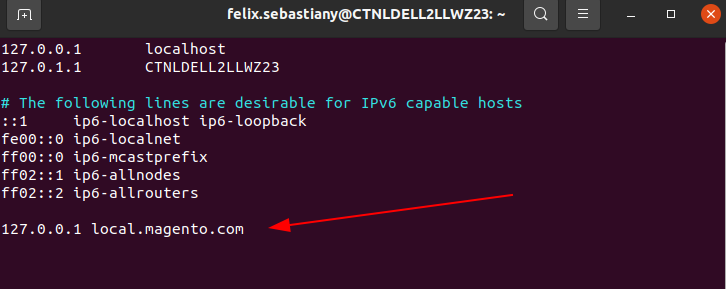 felix.sebastiany@CTNLDELL2LLWZ23: ~
127.0.0.1       localhost
127.0.1.1       CTNLDELL2LLWZ23
# The following lines are desirable for IPv6 capable hosts
::1     ip6-localhost ip6-loopback
fe00::0 ip6-localnet
ff00::0 ip6-mcastprefix
ff02::1 ip6-allnodes
ff02::2 ip6-allrouters
127.0.0.1 local.magento.com